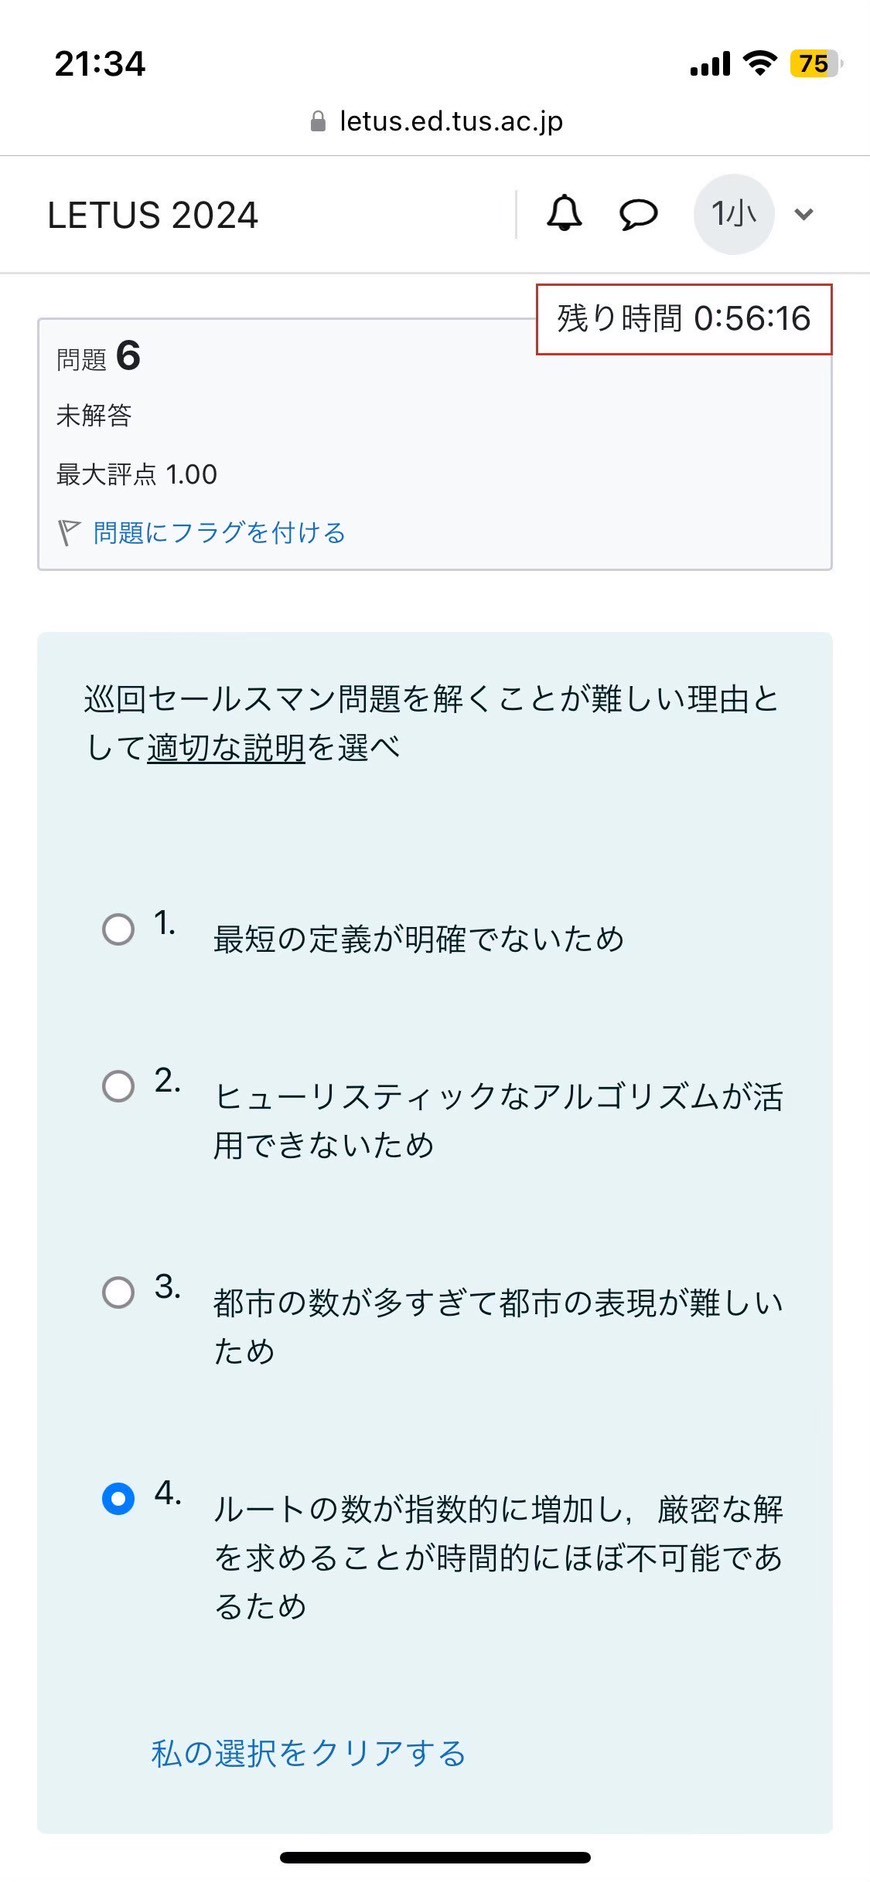 21:34
75
letus.ed.tus.ac.jp
LETUS 2024
1小
残り時間 0:56:16
問題 6
未解答
最大評点 1.00
問題にフラグを付ける
巡回セールスマン問題を解くことが難しい理由と
して適切な説明を選べ
1. 最短の定義が明確でないため
2. ヒューリスティックなアルゴリズムが活
用できないため
3. 都市の数が多すぎて都市の表現が難しい
ため
4. ルートの数が指数的に増加し，厳密な解
を求めることが時間的にほぼ不可能であ
るため
私の選択をクリアする